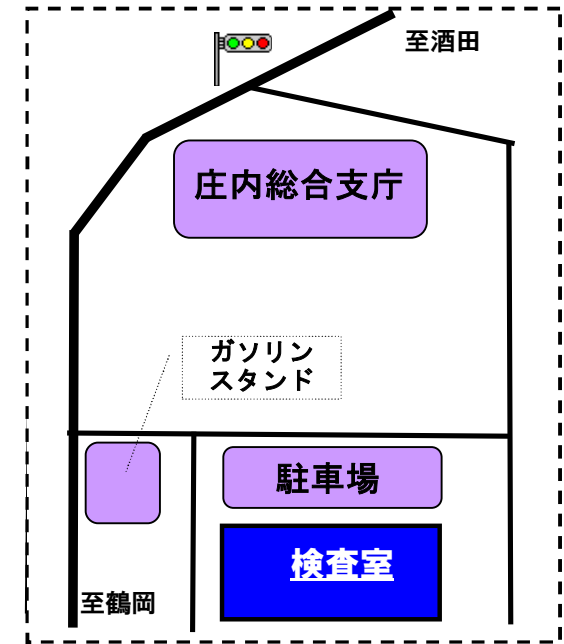 至酒田
庄内総合支庁
ガソリン
スタンド
駐車場
検査室
至鶴岡